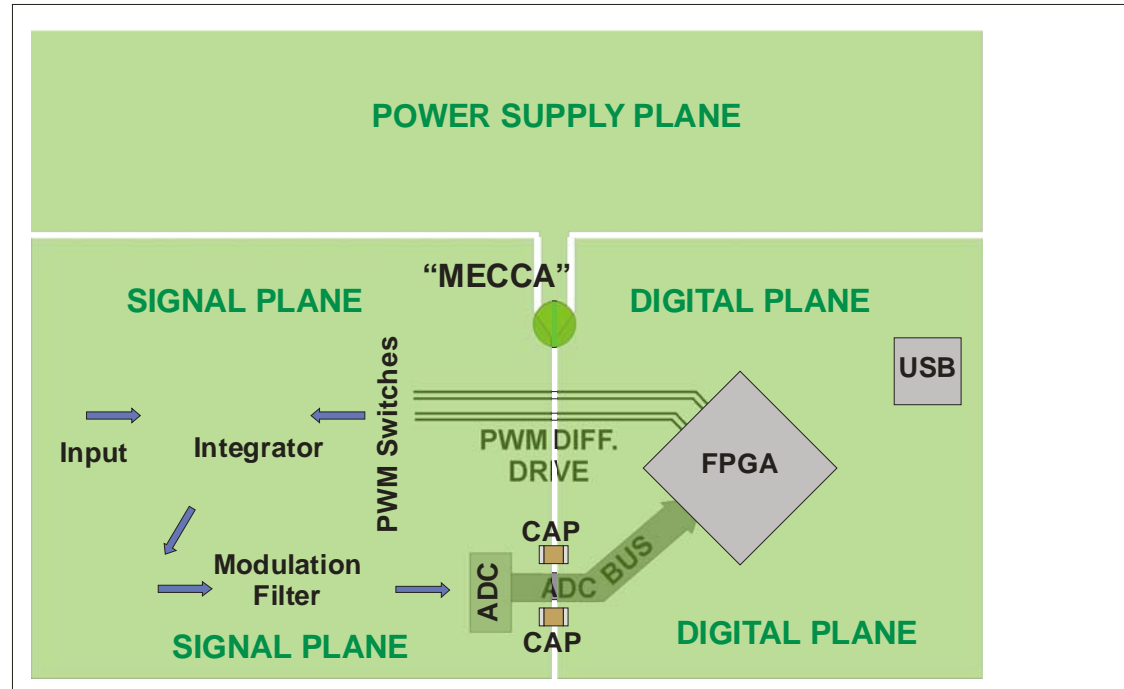 POWER SUPPLY PLANE
“MECCA”
SIGNAL PLANE
DIGITAL PLANE
USB
PWM Switches
Input
Integrator
PWM DIFF.
DRIVE
FPGA
CAP
Modulation
Filter
ADC
ADC BUS
CAP
SIGNAL PLANE
DIGITAL PLANE